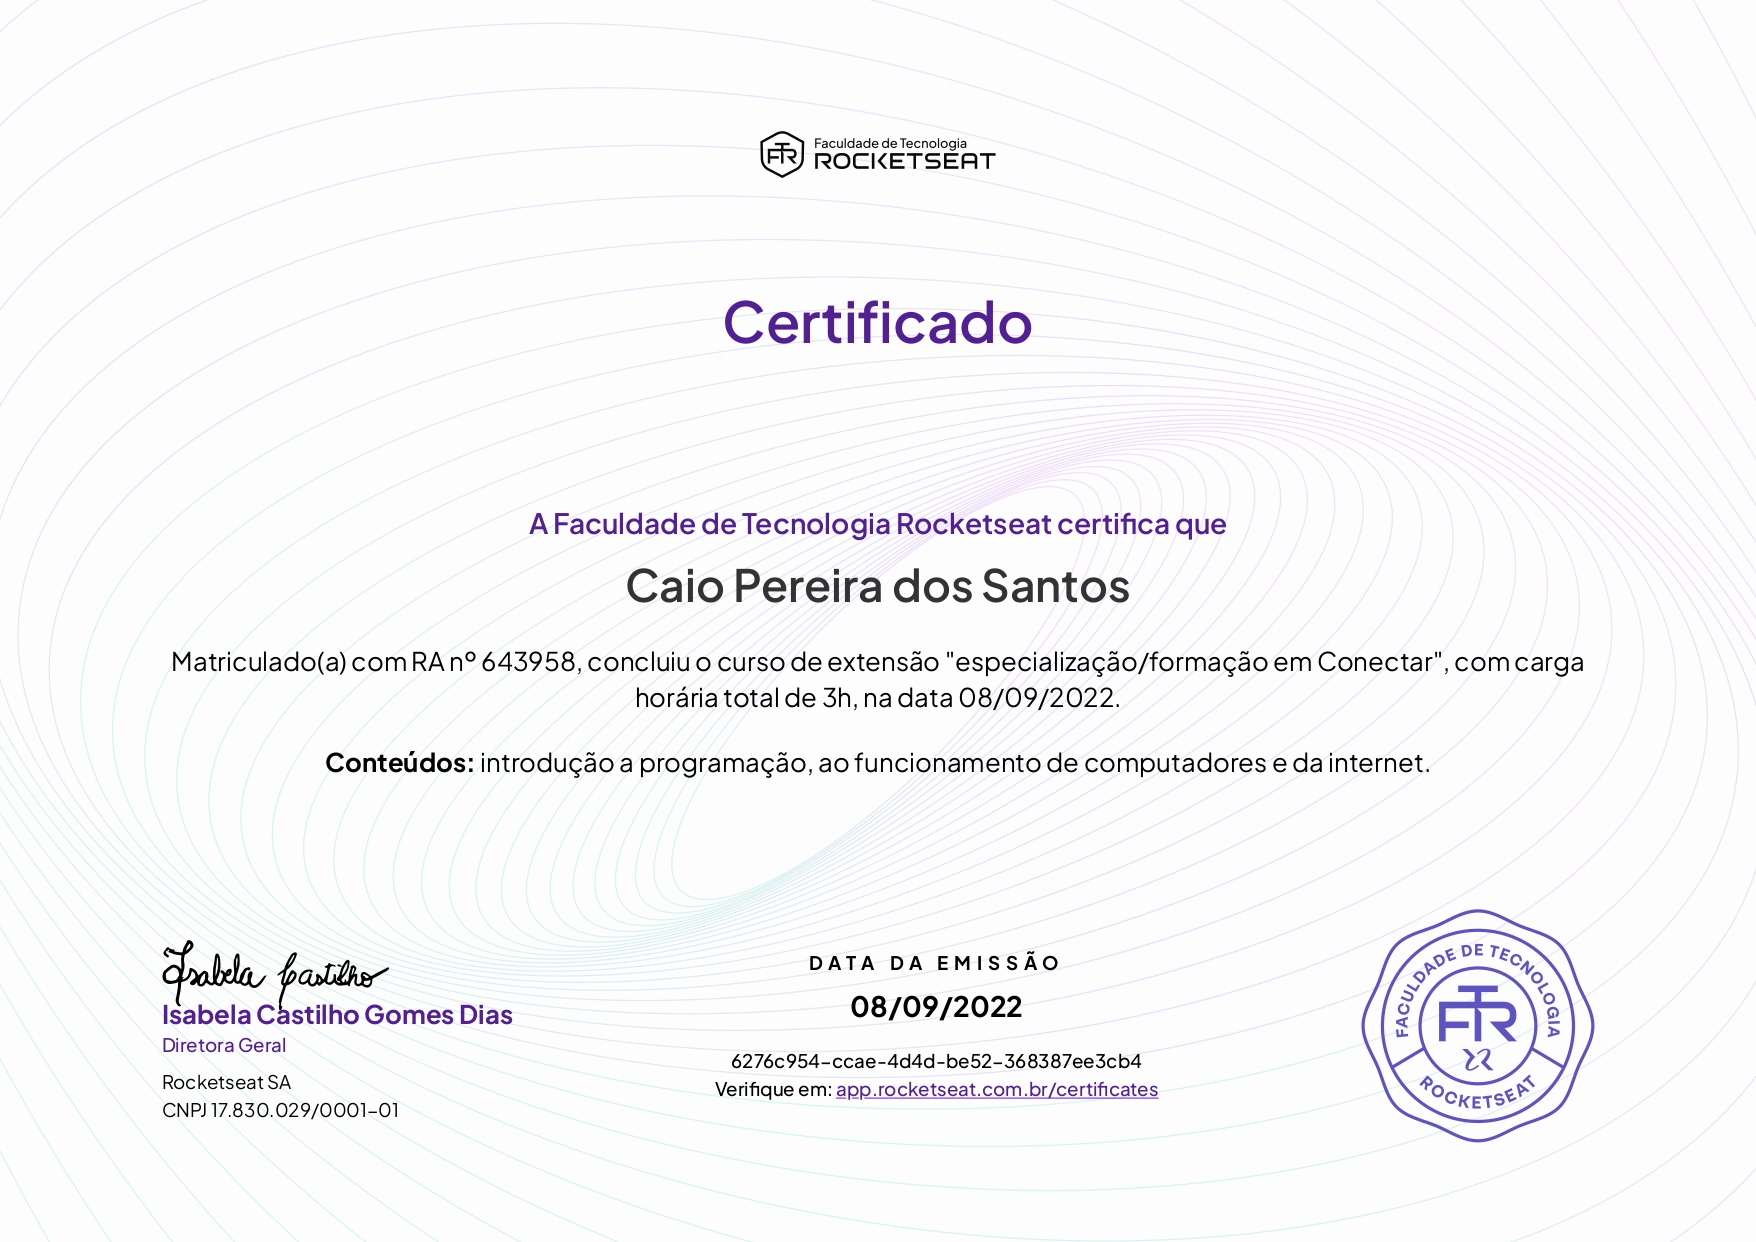 FTR
Faculdade de Tecnologia
ROCKETSEAT
Certificado
A Faculdade de Tecnologia Rocketseat certifica que
Caio Pereira dos Santos
Matriculado(a) com RA nº 643958, concluiu o curso de extensão "especialização/formação em Conectar", com carga
horária total de 3h, na data 08/09/2022.
Conteúdos: introdução a programação, ao funcionamento de computadores e da internet.
Isabela Castilho
Isabela Castilho Gomes Dias
Diretora Geral
Rocketseat SA
CNPJ 17.830.029/0001-01
DATA DA EMISSÃO
08/09/2022
6276c954-ccae-4d4d-be52-368387ee3cb4
Verifique em: app.rocketseat.com.br/certificates
FACULDADE DE TECNOLOGIA
FTR
ROCKETSEAT